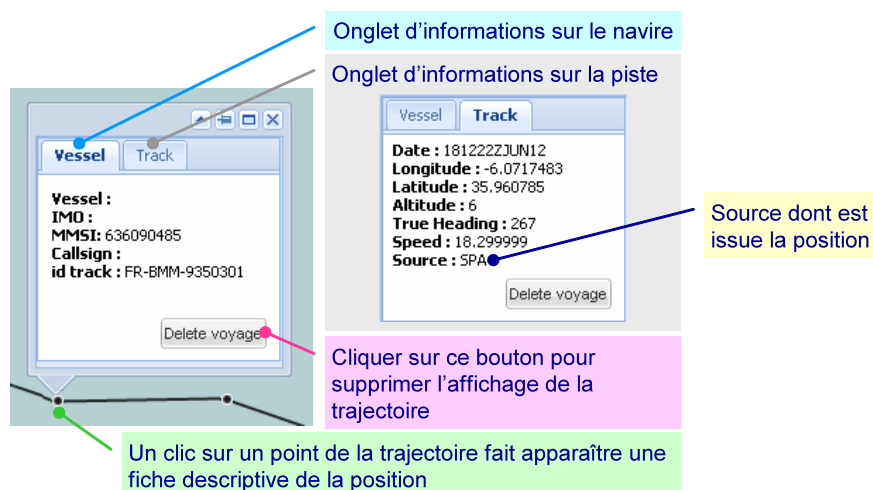 Onglet d’informations sur le navire
Onglet d’informations sur la piste
Vessel
Track
Vessel :
IMO :
MMSI: 636090485
Callsign :
id track : FR-BMM-9350301
Delete voyage
Vessel
Track
Date : 181222ZJUN12
Longitude : -6.0717483
Latitude : 35.960785
Altitude : 6
True Heading : 267
Speed : 18.299999
Source : SPA
Delete voyage
Source dont est
issue la position
Cliquer sur ce bouton pour
supprimer l’affichage de la
trajectoire
Un clic sur un point de la trajectoire fait apparaître une
fiche descriptive de la position